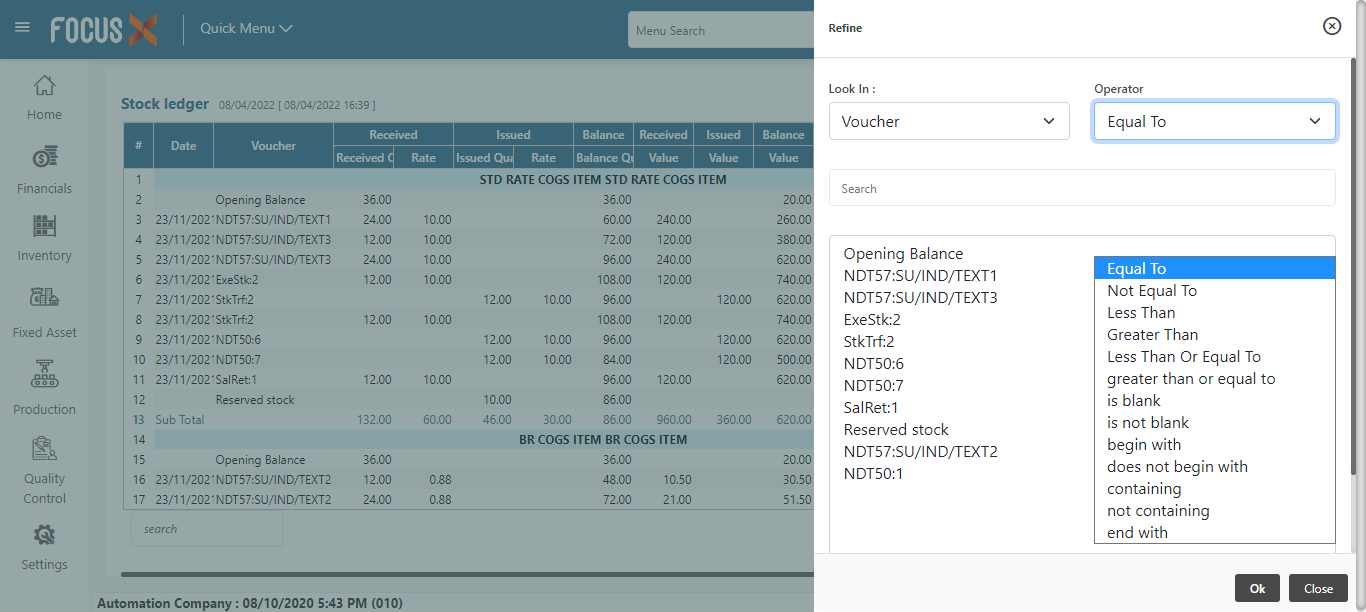 FOCUS X
Quick Menu
Menu Search
Home
Financials
Inventory
Fixed Asset
Production
Quality
Control
Settings
Stock ledger 08/04/2022 [ 08/04/2022 16:39 ]
# Date Voucher Received Issued Balance Received Issued Balance
Received Q Rate Issued Qua Rate Balance Qu Value Value Value
1 STD RATE COGS ITEM STD RATE COGS ITEM
2 Opening Balance 36.00 36.00 20.00
3 23/11/2021 NDT57:SU/IND/TEXT1 24.00 10.00 60.00 240.00 260.00
4 23/11/2021 NDT57:SU/IND/TEXT3 12.00 10.00 72.00 120.00 380.00
5 23/11/2021 NDT57:SU/IND/TEXT3 24.00 10.00 96.00 240.00 620.00
6 23/11/2021 ExeStk:2 12.00 10.00 108.00 120.00 740.00
7 23/11/2021 StkTrf:2 12.00 10.00 96.00 120.00 620.00
8 23/11/2021 StkTrf:2 12.00 10.00 108.00 120.00 740.00
9 23/11/2021 NDT50:6 12.00 10.00 96.00 120.00 620.00
10 23/11/2021 NDT50:7 12.00 10.00 84.00 120.00 500.00
11 23/11/2021 SalRet:1 12.00 10.00 96.00 120.00 620.00
12 Reserved stock 10.00 86.00
13 Sub Total 132.00 60.00 46.00 30.00 86.00 960.00 360.00 620.00
14 BR COGS ITEM BR COGS ITEM
15 Opening Balance 36.00 36.00 20.00
16 23/11/2021 NDT57:SU/IND/TEXT2 12.00 0.88 48.00 10.50 30.50
17 23/11/2021 NDT57:SU/IND/TEXT2 24.00 0.88 72.00 21.00 51.50
search
Automation Company : 08/10/2020 5:43 PM (010)
Refine
Look In : Operator
Voucher Equal To
Search
Opening Balance
NDT57:SU/IND/TEXT1
NDT57:SU/IND/TEXT3
ExeStk:2
StkTrf:2
NDT50:6
NDT50:7
SalRet:1
Reserved stock
NDT57:SU/IND/TEXT2
NDT50:1
Equal To
Not Equal To
Less Than
Greater Than
Less Than Or Equal To
greater than or equal to
is blank
is not blank
begin with
does not begin with
containing
not containing
end with
Ok Close